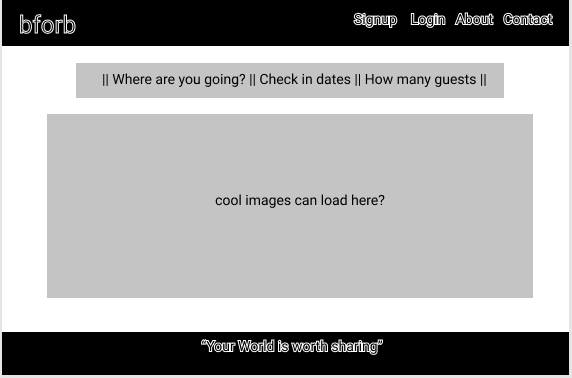 bforb
Signup Login About Contact
|| Where are you going? || Check in dates || How many guests ||
cool images can load here?
“Your World is worth sharing”